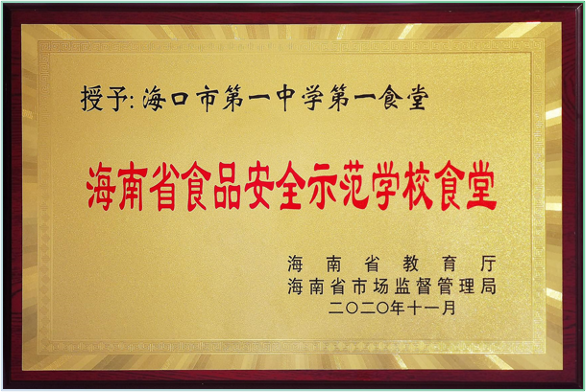 授予:海口市第一中学第一食堂
海南省食品安全示范学校食堂
海南省教育厅
海南省市场监督管理局
二〇二〇年十一月